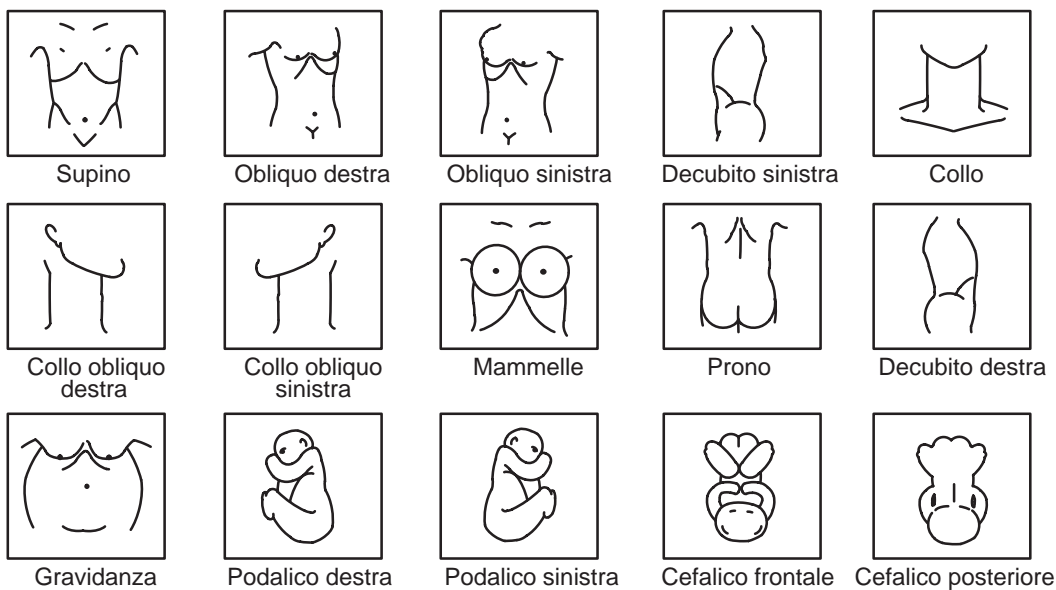 Supino
Obliquo destra
Obliquo sinistra
Decubito sinistra
Collo
Collo obliquo
destra
Collo obliquo
sinistra
Mammelle
Prono
Decubito destra
Gravidanza
Podalico destra
Podalico sinistra
Cefalico frontale
Cefalico posteriore